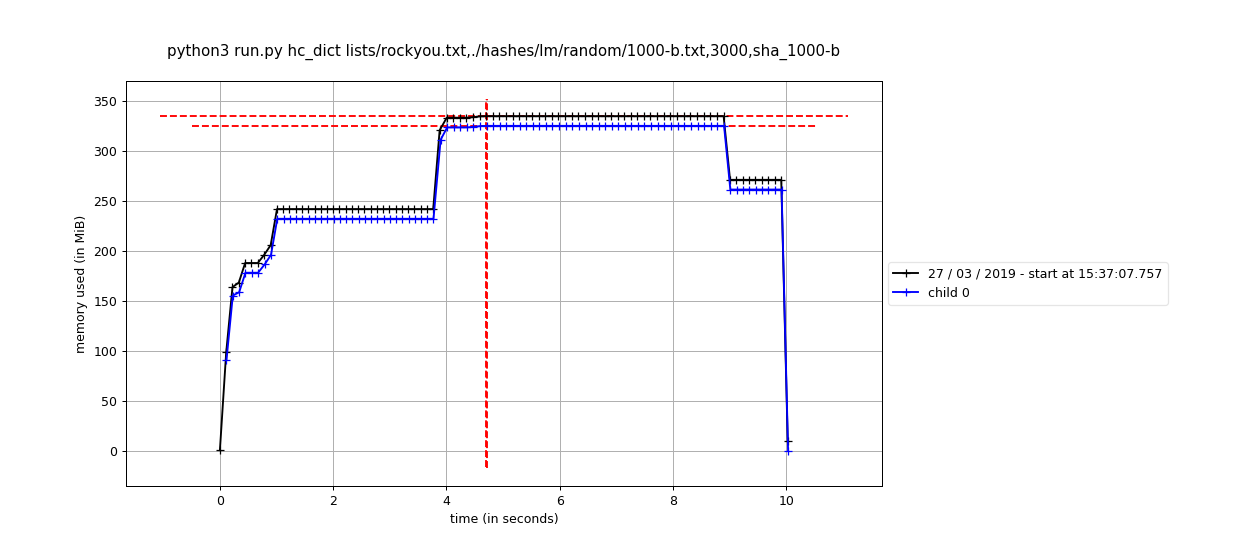 python3 run.py hc_dict lists/rockyou.txt,./hashes/lm/random/1000-b.txt,3000,sha_1000-b
350
300
250
200
150
100
50
0
memory used (in MiB)
0 2 4 6 8 10
time (in seconds)
27 / 03 / 2019 - start at 15:37:07.757
child 0